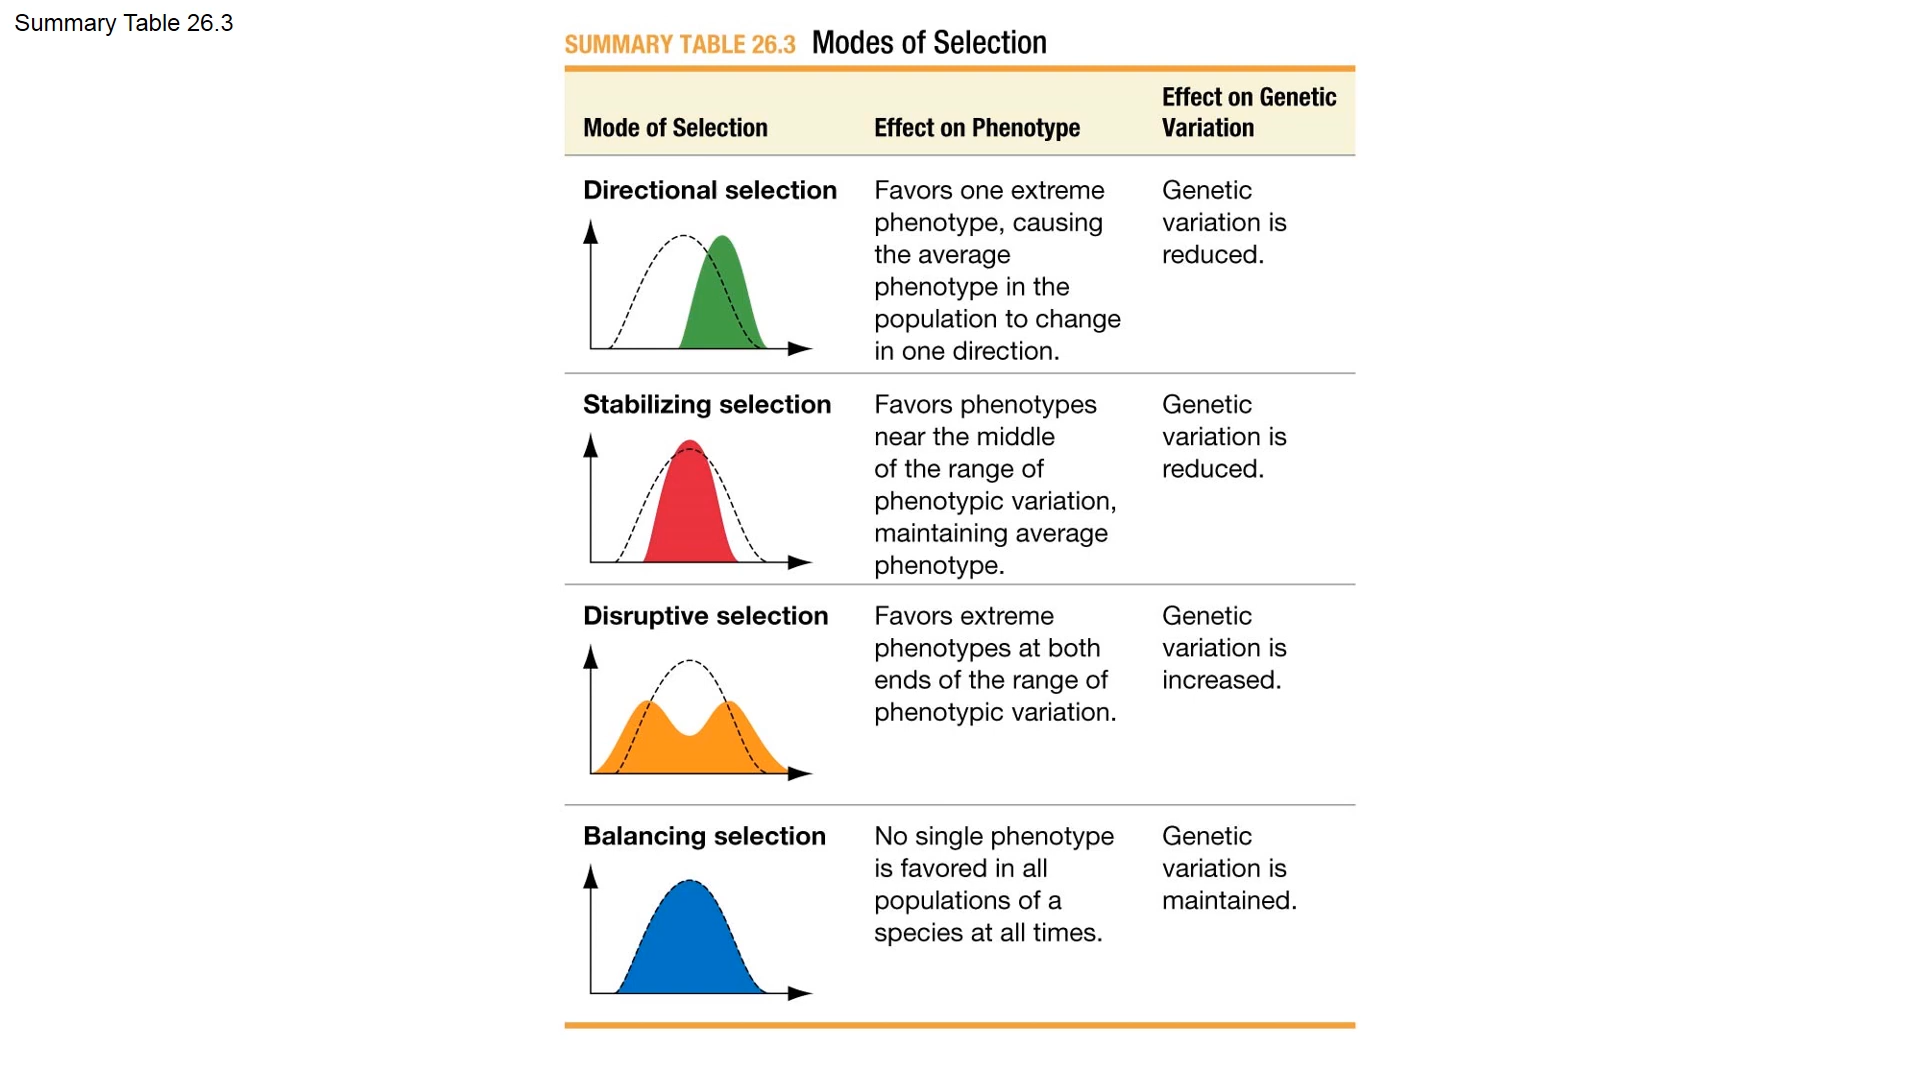 Summary Table 26.3
SUMMARY TABLE 26.3 Modes of Selection
Mode of Selection
Effect on Phenotype
Effect on Genetic
Variation
Directional selection
Favors one extreme
phenotype, causing
the average
phenotype in the
population to change
in one direction.
Genetic
variation is
reduced.
Stabilizing selection
Favors phenotypes
near the middle
of the range of
phenotypic variation,
maintaining average
phenotype.
Genetic
variation is
reduced.
Disruptive selection
Favors extreme
phenotypes at both
ends of the range of
phenotypic variation.
Genetic
variation is
increased.
Balancing selection
No single phenotype
is favored in all
populations of a
species at all times.
Genetic
variation is
maintained.